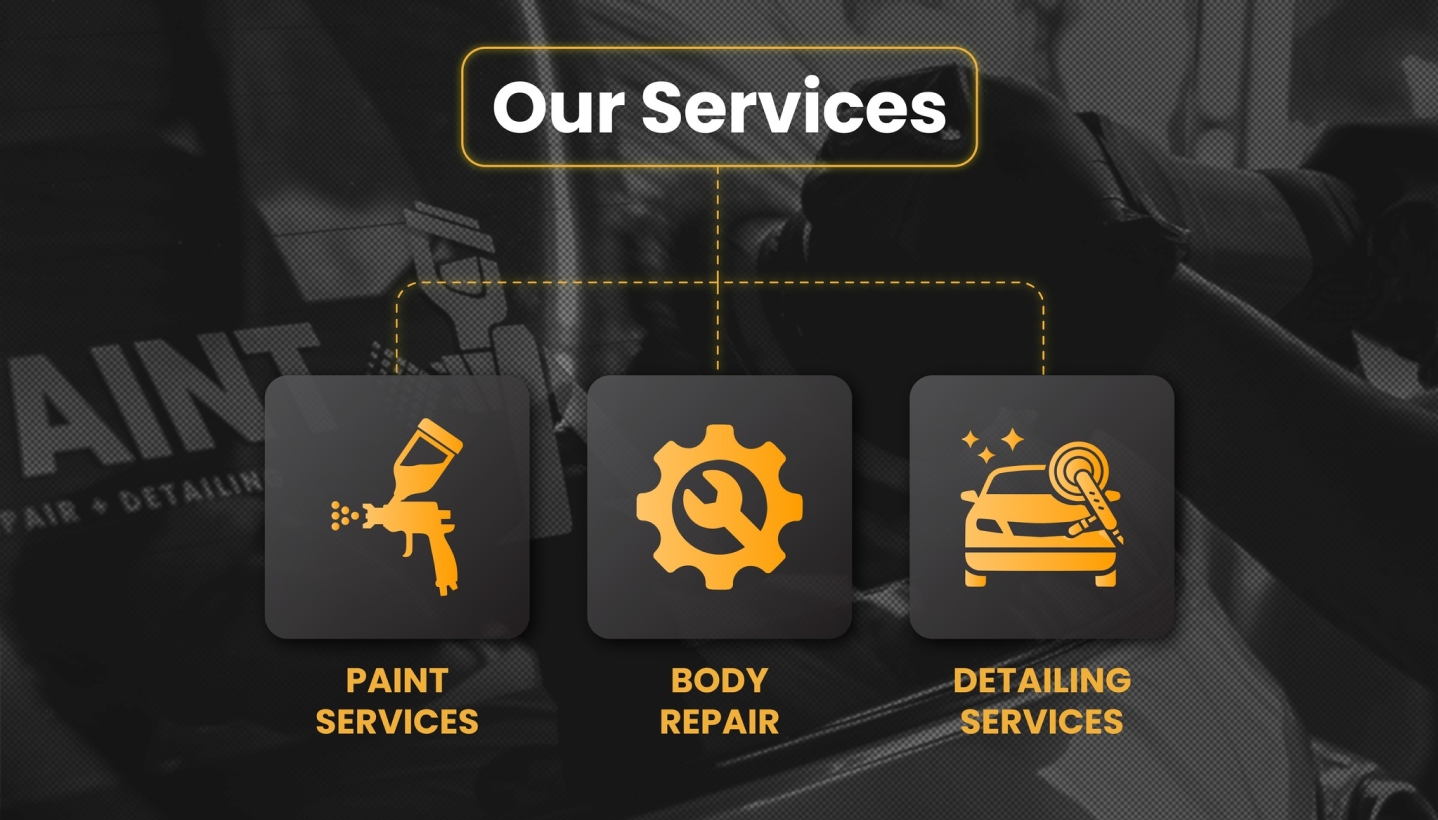 Our Services
AINT
PAIR + DETAILING
PAINT
SERVICES
BODY
REPAIR
DETAILING
SERVICES